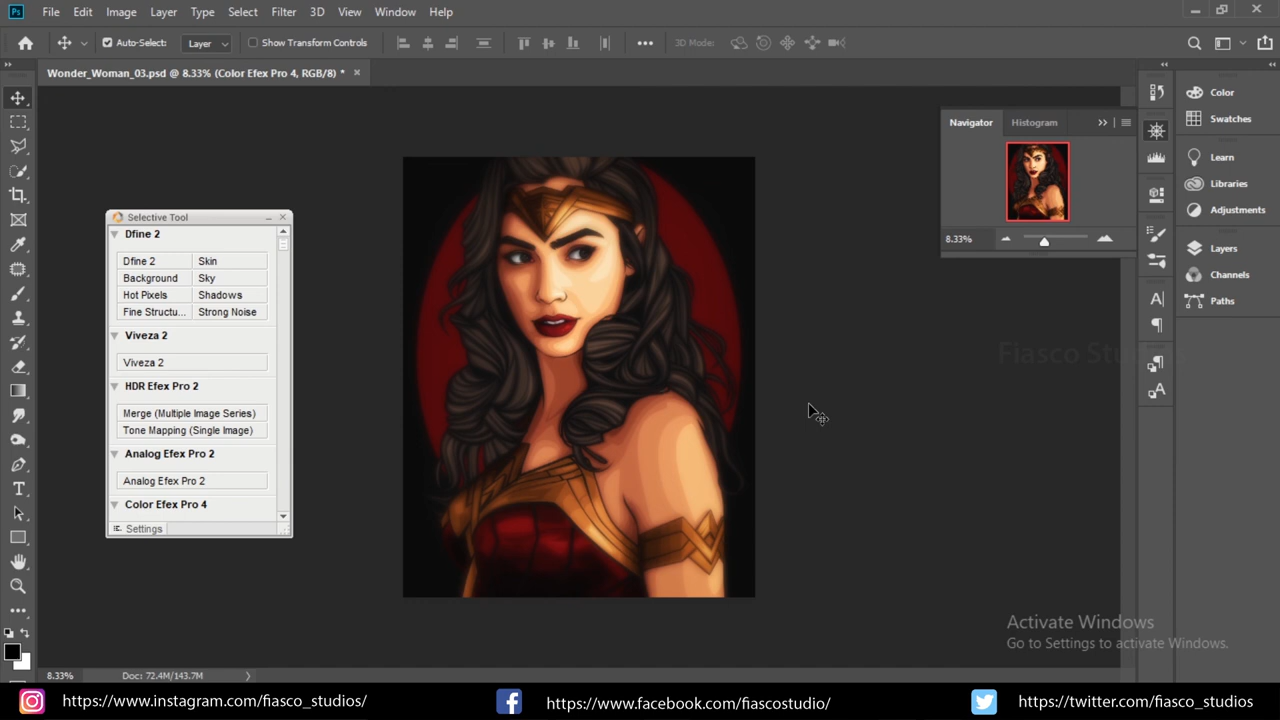 Ps File Edit Image Layer Type Select Filter 3D View Window Help
Auto-Select: Layer Show Transform Controls 3D Mode:
Wonder_Woman_03.psd @ 8.33% (Color Efex Pro 4, RGB/8) *
Navigator Histogram
8.33%
Color
Swatches
Learn
Libraries
Adjustments
Layers
Channels
Paths
Selective Tool
Dfine 2
Dfine 2 Skin
Background Sky
Hot Pixels Shadows
Fine Structu... Strong Noise
Viveza 2
Viveza 2
HDR Efex Pro 2
Merge (Multiple Image Series)
Tone Mapping (Single Image)
Analog Efex Pro 2
Analog Efex Pro 2
Color Efex Pro 4
Settings
Activate Windows
Go to Settings to activate Windows.
8.33% Doc: 72.4M/143.7M
https://www.instagram.com/fiasco_studios/ https://www.facebook.com/fiascostudio/ https://twitter.com/fiasco_studios